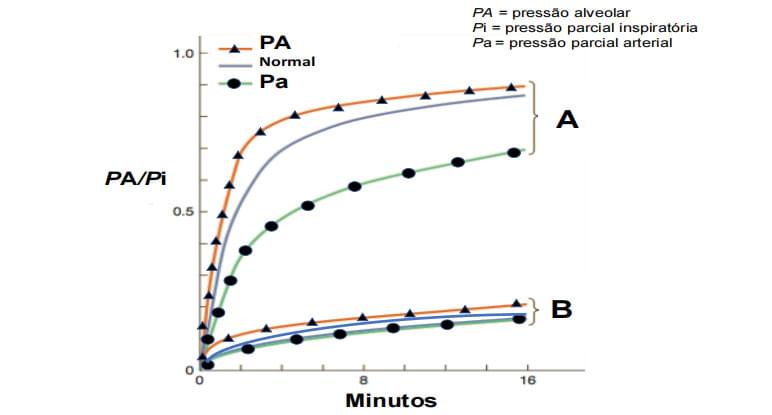 PA = pressão alveolar
Pi = pressão parcial inspiratória
Pa = pressão parcial arterial
1.0
PA
Normal
Pa
A
PA/Pi
0.5
B
0
0
8
16
Minutos